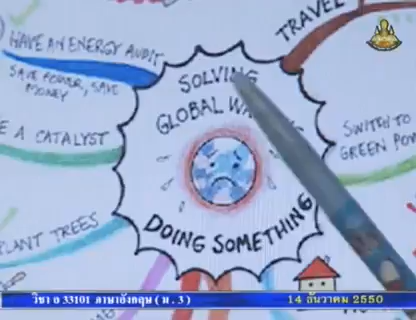 TRAVEL
HAVE AN ENERGY AUDIT
SAVE POWER, SAVE
MONEY
SOLVING
GLOBAL
A CATALYST
SWITCH TO
GREEN
PLANT TREES
DOING SOMETHING
วิชา อ 33101 ภาษาอังกฤษ ( ม . 3 )
14 ธันวาคม 2550